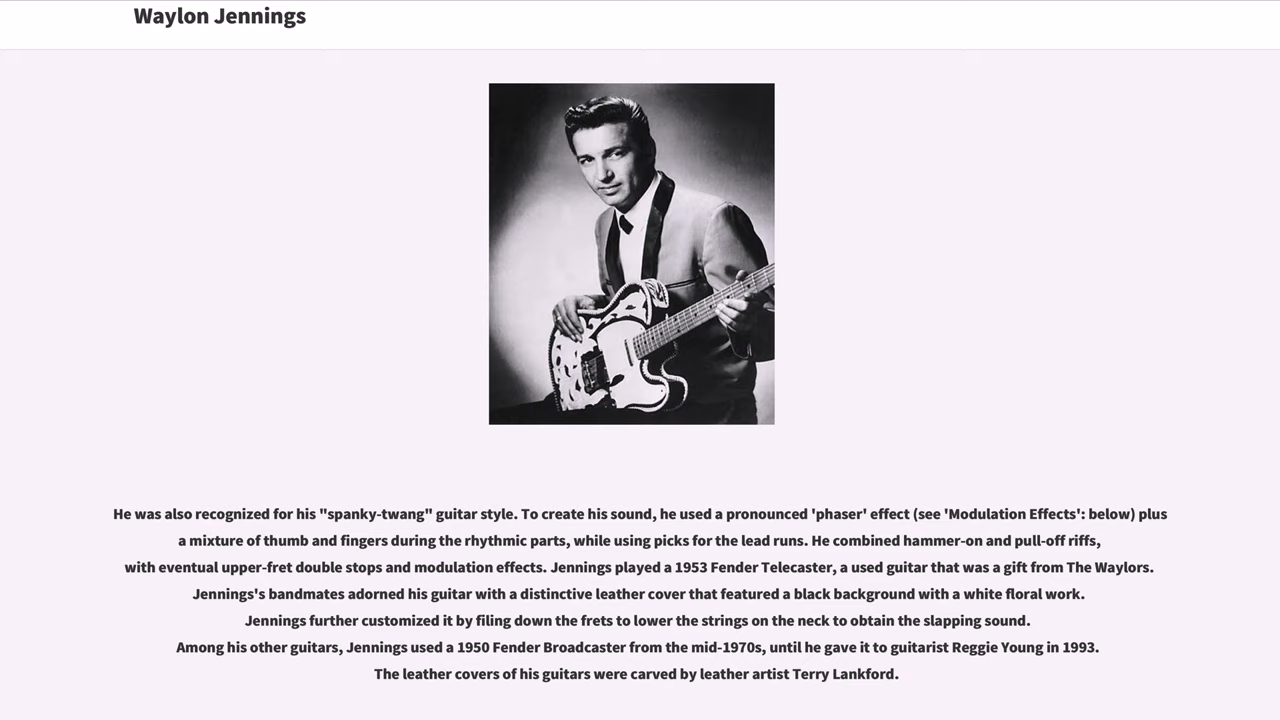 Waylon Jennings
He was also recognized for his "spanky-twang" guitar style. To create his sound, he used a pronounced 'phaser' effect (see 'Modulation Effects': below) plus
a mixture of thumb and fingers during the rhythmic parts, while using picks for the lead runs. He combined hammer-on and pull-off riffs,
with eventual upper-fret double stops and modulation effects. Jennings played a 1953 Fender Telecaster, a used guitar that was a gift from The Waylors.
Jennings's bandmates adorned his guitar with a distinctive leather cover that featured a black background with a white floral work.
Jennings further customized it by filing down the frets to lower the strings on the neck to obtain the slapping sound.
Among his other guitars, Jennings used a 1950 Fender Broadcaster from the mid-1970s, until he gave it to guitarist Reggie Young in 1993.
The leather covers of his guitars were carved by leather artist Terry Lankford.